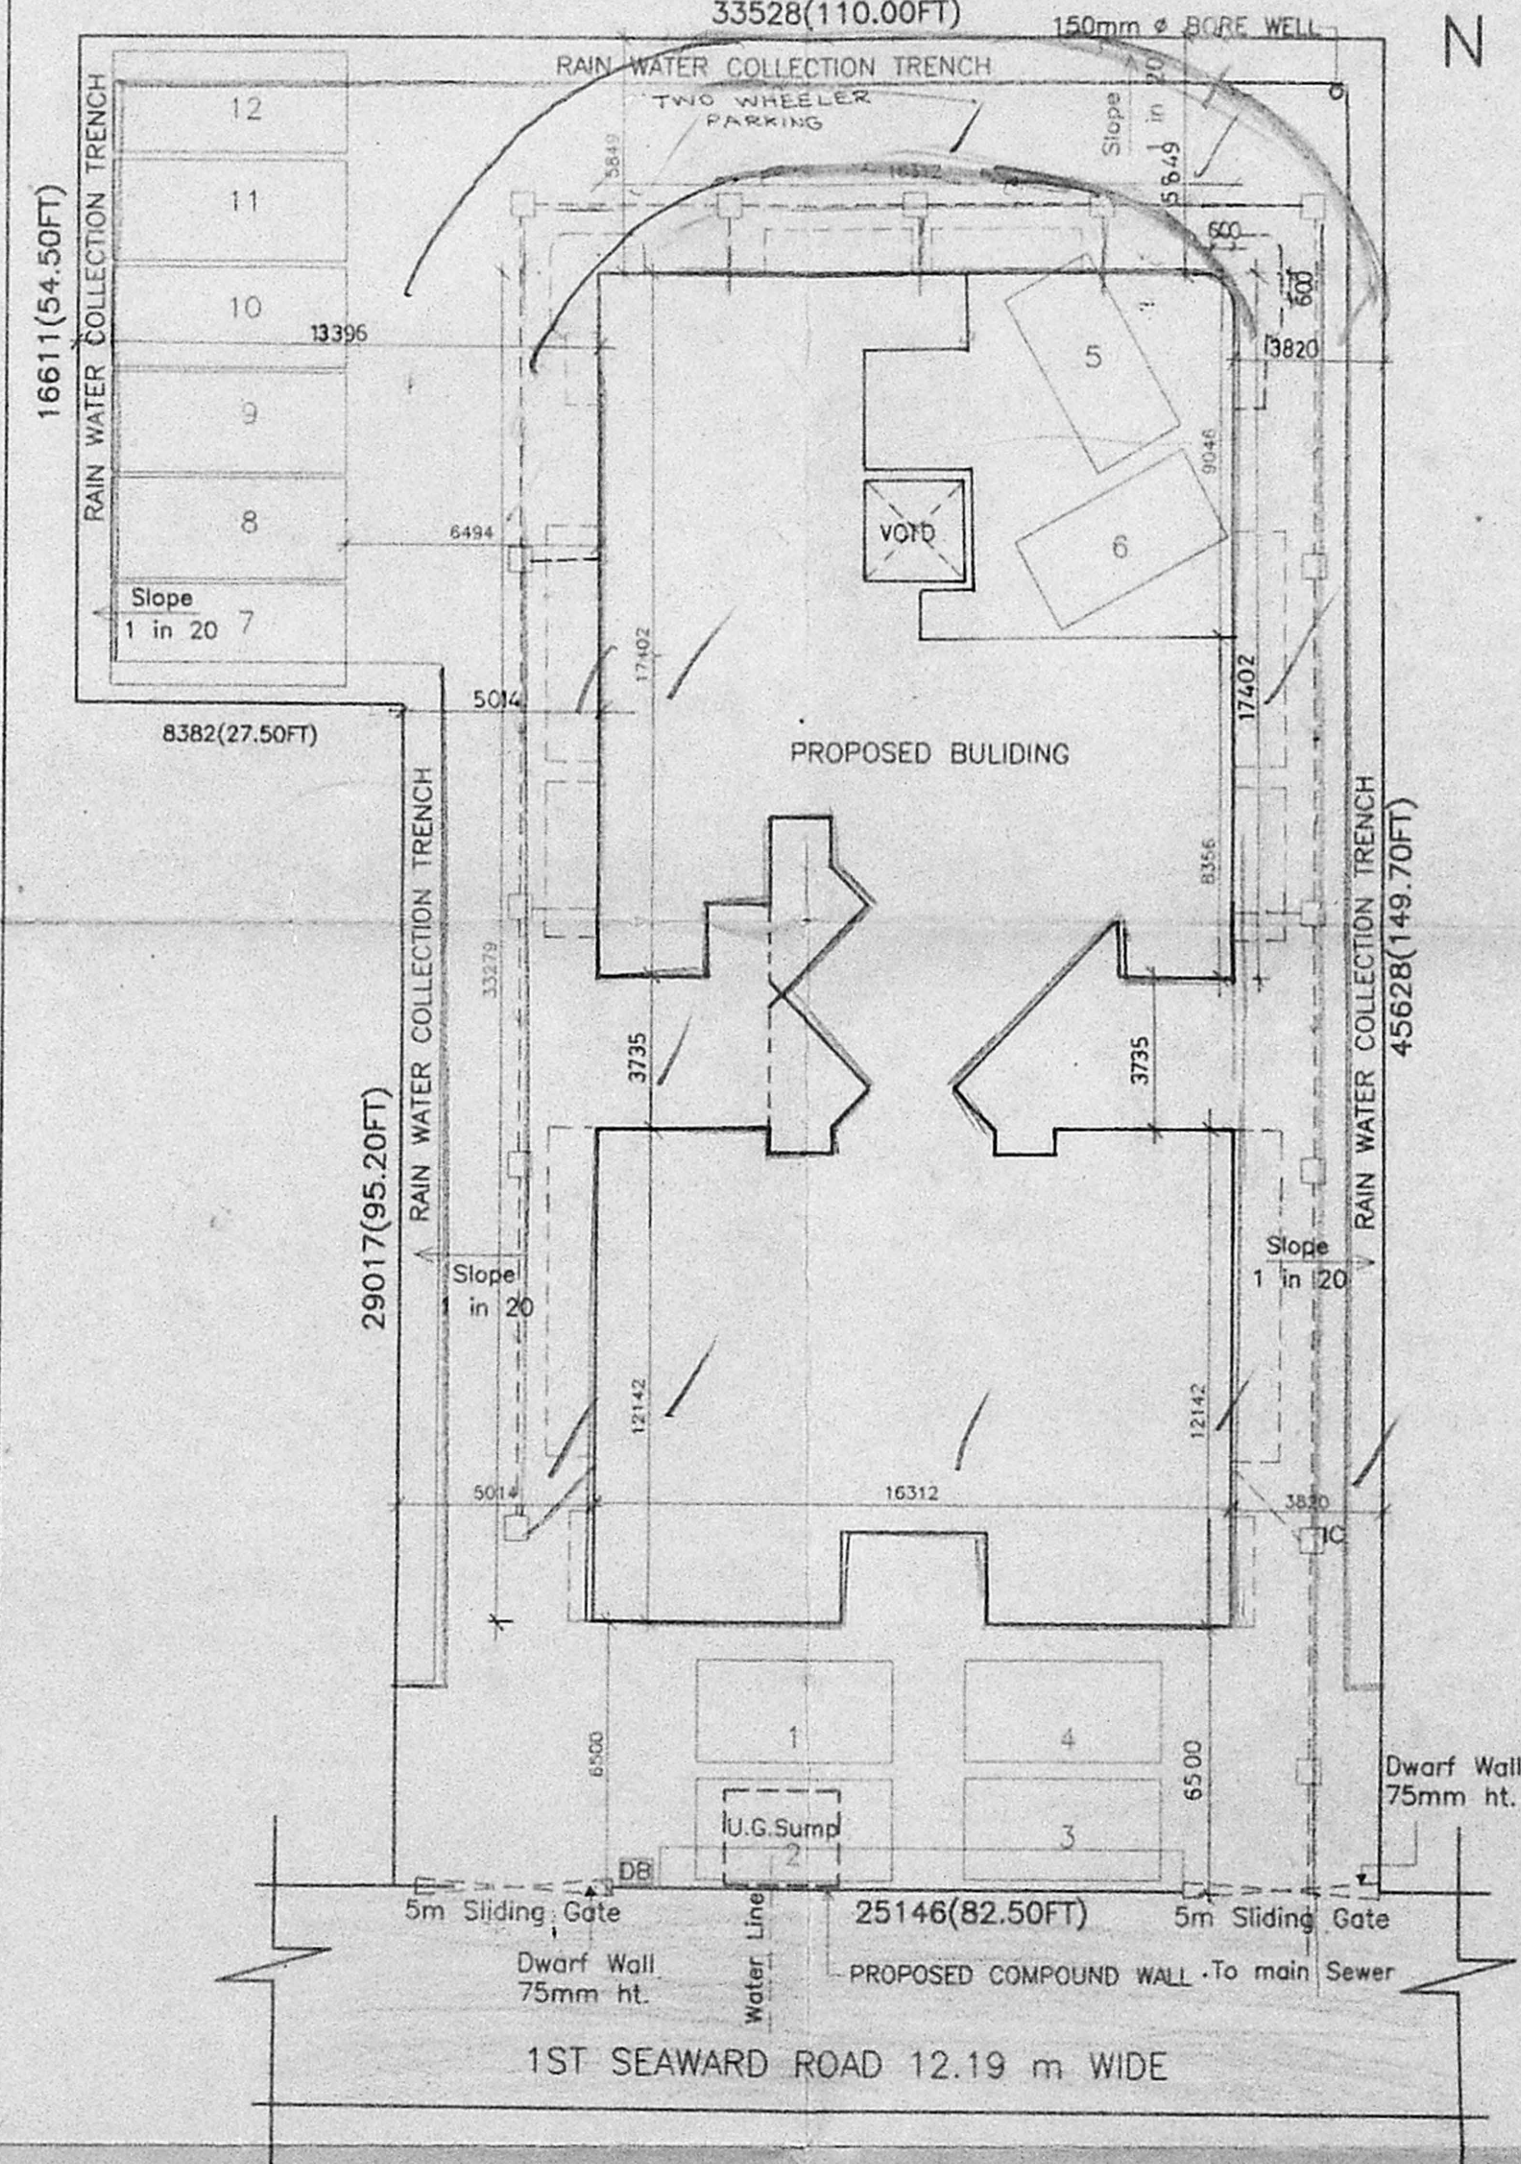 33528(110.00FT)
150mm ø BORE WELL
N
RAIN WATER COLLECTION TRENCH
TWO WHEELER
PARKING
Slope
1 in 20
5849
5849
16312
12
11
10
9
8
7
RAIN WATER COLLECTION TRENCH
16611(54.50FT)
13396
600
600
3820
5
9046
6494
VOID
6
Slope
1 in 20
17402
17402
5014
8382(27.50FT)
PROPOSED BULIDING
RAIN WATER COLLECTION TRENCH
RAIN WATER COLLECTION TRENCH
45628(149.70FT)
8356
33279
3735
3735
29017(95.20FT)
Slope
1 in 20
Slope
1 in 20
12142
12142
5014
16312
3820
IC
1
4
6500
6500
Dwarf Wall
75mm ht.
U.G.Sump
2
3
DB
5m Sliding Gate
25146(82.50FT)
5m Sliding Gate
Dwarf Wall
75mm ht.
Water Line
PROPOSED COMPOUND WALL
To main Sewer
1ST SEAWARD ROAD 12.19 m WIDE